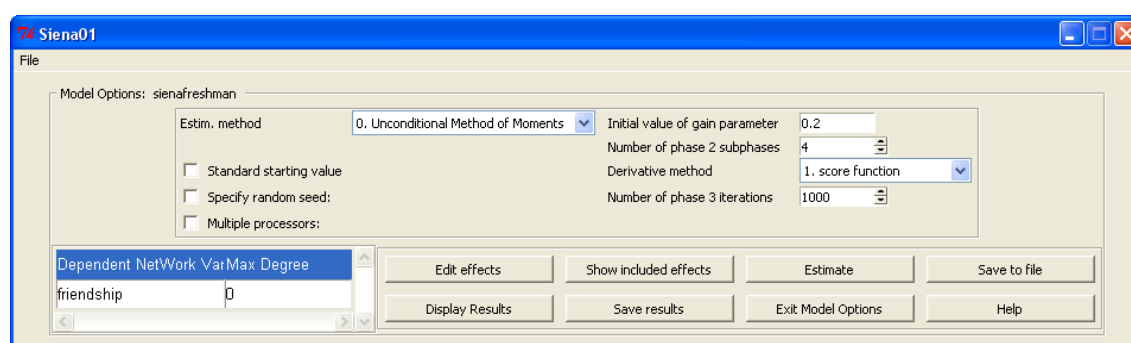 74 Siena01
File
Model Options: sienafreshman
Estim. method 0. Unconditional Method of Moments Initial value of gain parameter 0.2
Number of phase 2 subphases 4
Standard starting value Derivative method 1. score function
Specify random seed: Number of phase 3 iterations 1000
Multiple processors:
Dependent NetWork VarMax Degree
friendship 0
Edit effects Show included effects Estimate Save to file
Display Results Save results Exit Model Options Help